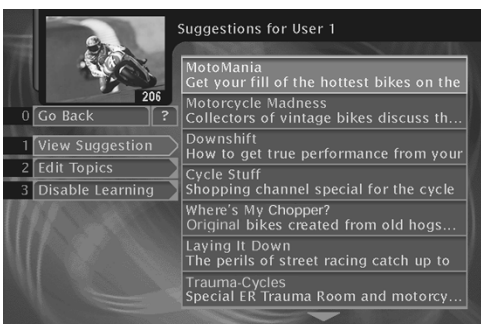 Suggestions for User 1
206
0 Go Back ?
1 View Suggestion
2 Edit Topics
3 Disable Learning
MotoMania
Get your fill of the hottest bikes on the
Motorcycle Madness
Collectors of vintage bikes discuss th...
Downshift
How to get true performance from your
Cycle Stuff
Shopping channel special for the cycle
Where's My Chopper?
Original bikes created from old hogs...
Laying It Down
The perils of street racing catch up to
Trauma-Cycles
Special ER Trauma Room and motorcy...